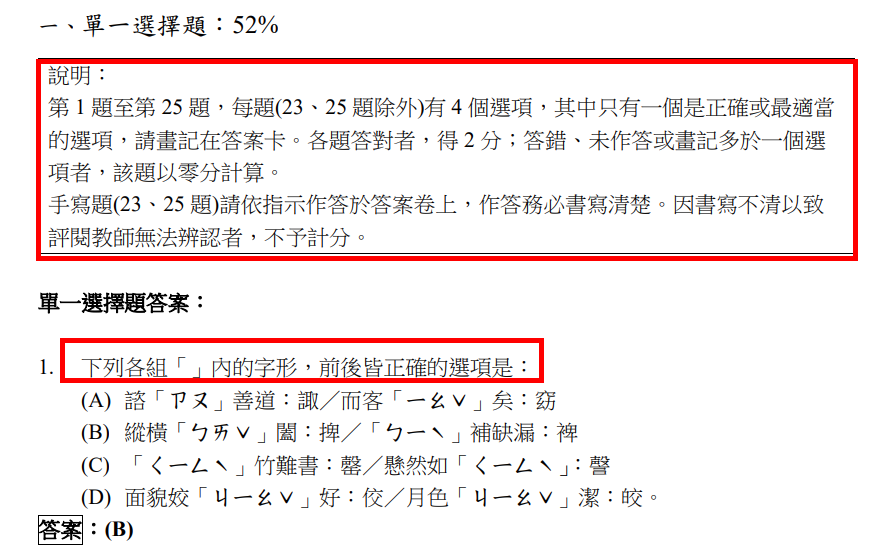 一、單一選擇題：52%
說明：
第 1 題至第 25 題，每題(23、25 題除外)有 4 個選項，其中只有一個是正確或最適當
的選項，請畫記在答案卡。各題答對者，得 2 分；答錯、未作答或畫記多於一個選
項者，該題以零分計算。
手寫題(23、25 題)請依指示作答於答案卷上，作答務必書寫清楚。因書寫不清以致
評閱教師無法辨認者，不予計分。
單一選擇題答案：
1. 下列各組「 」內的字形，前後皆正確的選項是：
(A) 諮「ㄗㄡ」善道：諏／而客「ㄧㄠˇ」矣：窈
(B) 縱橫「ㄅㄞˇ」闔：捭／「ㄅㄧˋ」補缺漏：裨
(C) 「ㄑㄧㄥˋ」竹難書：罄／懸然如「ㄑㄧㄥˋ」：謦
(D) 面貌姣「ㄐㄧㄠˇ」好：佼／月色「ㄐㄧㄠˇ」潔：皎。
答案：(B)